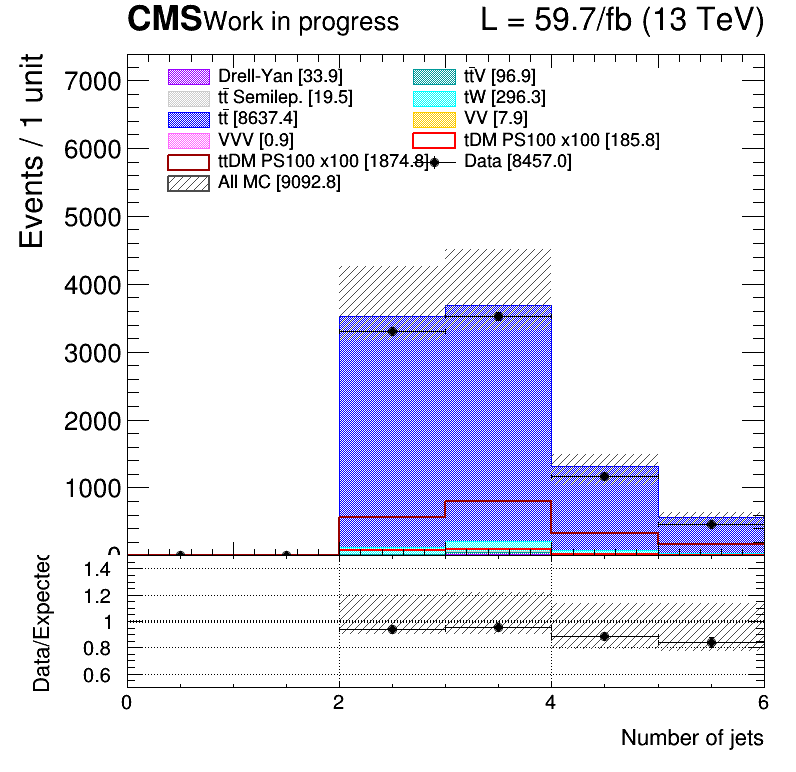 CMS Work in progress L = 59.7/fb (13 TeV)
Events / 1 unit
7000
6000
5000
4000
3000
2000
1000
0
Drell-Yan [33.9]
tt̄V [96.9]
tt̄ Semilep. [19.5]
tW [296.3]
tt̄ [8637.4]
VV [7.9]
VVV [0.9]
tDM PS100 x100 [185.8]
ttDM PS100 x100 [1874.8]
Data [8457.0]
All MC [9092.8]
Data/Expected
1.4
1.2
1
0.8
0.6
0 2 4 6
Number of jets